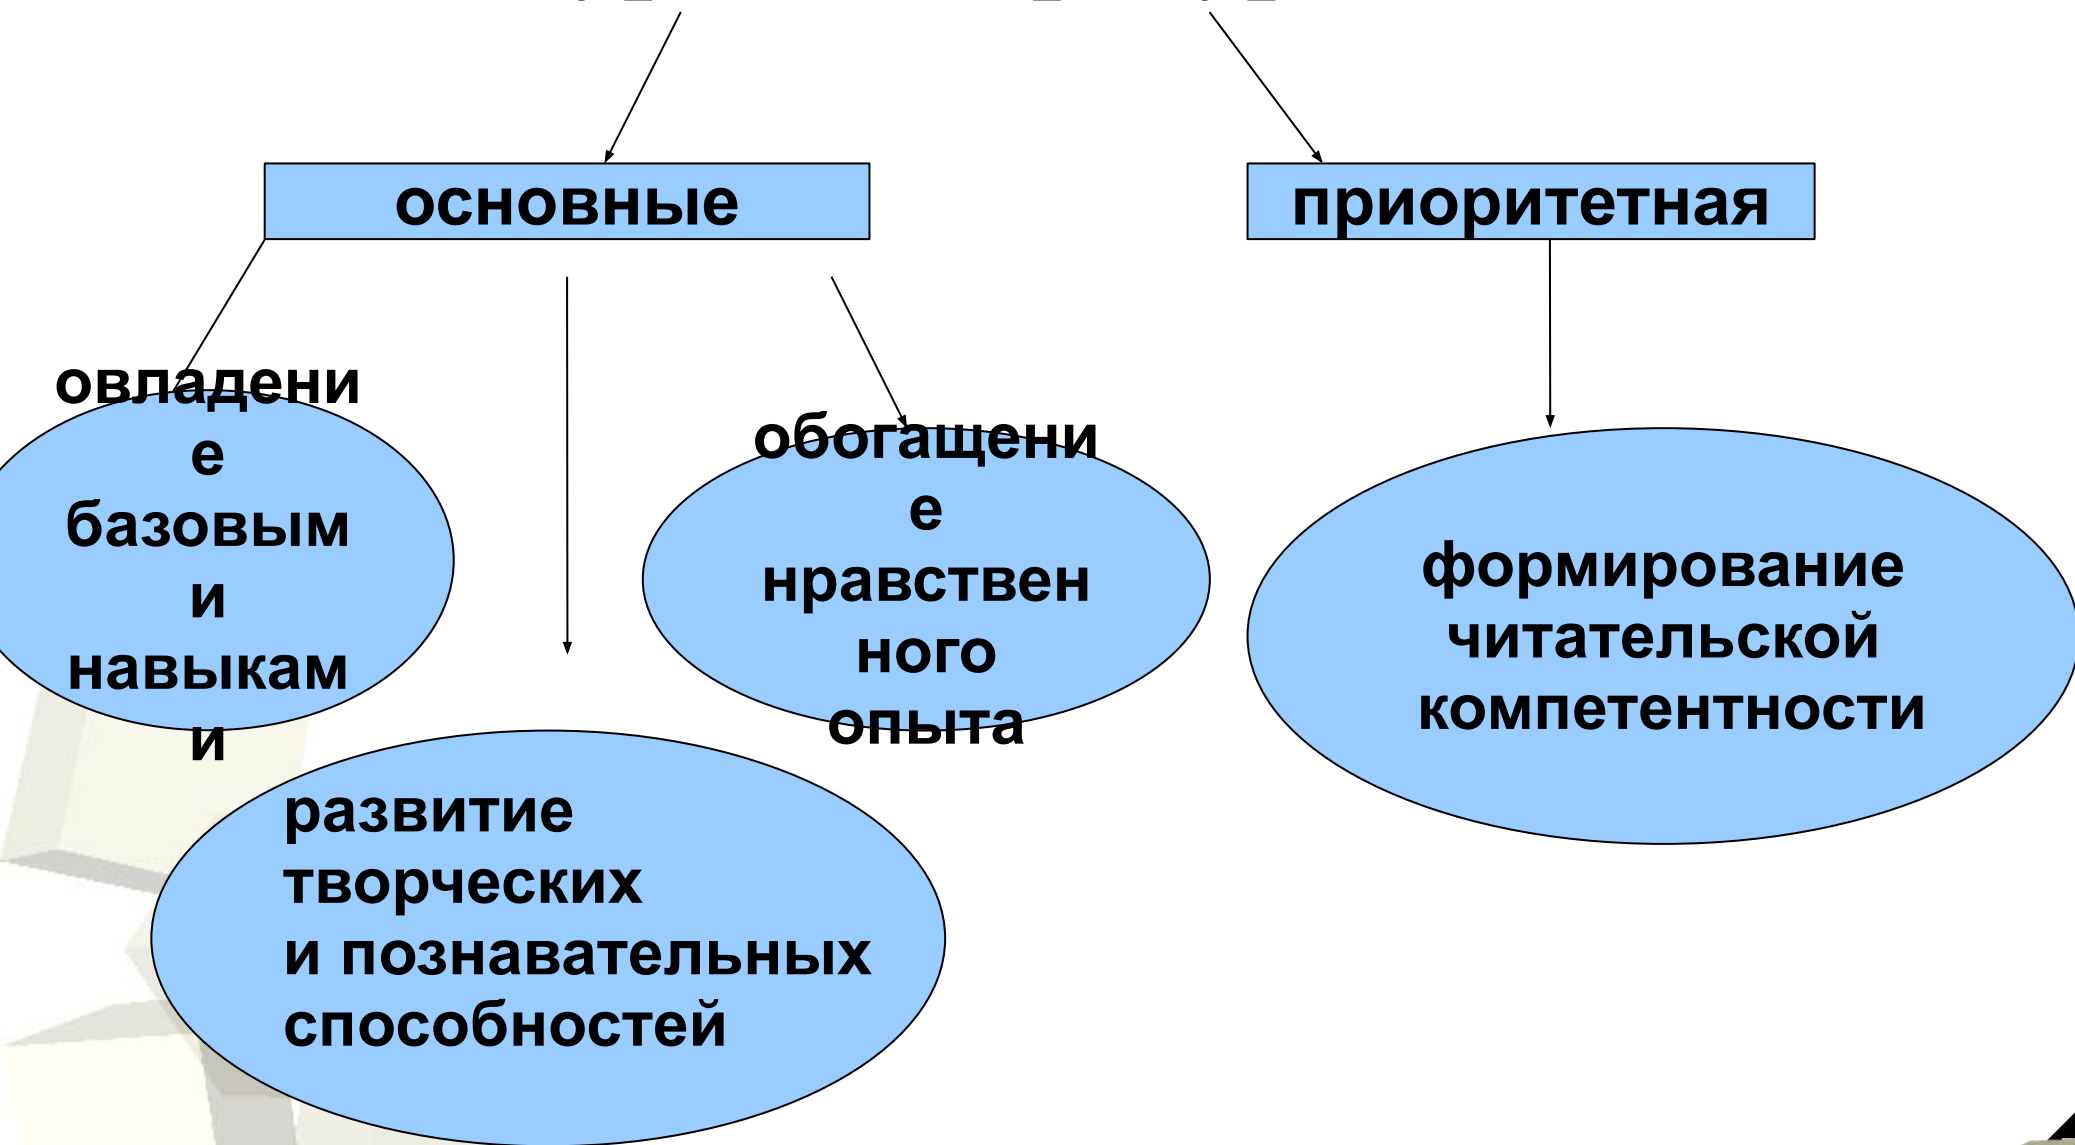 основные
приоритетная
овладени
е
базовым
и
навыкам
и
обогащени
е
нравствен
ного
опыта
формирование
читательской
компетентности
развитие
творческих
и познавательных
способностей